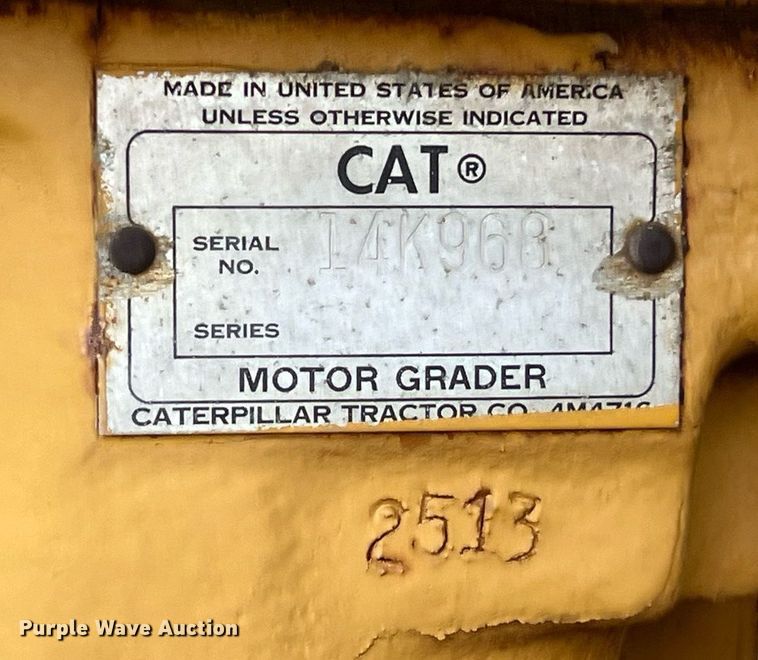 MADE IN UNITED STATES OF AMERICA
UNLESS OTHERWISE INDICATED
CAT®
SERIAL NO. 14K968
SERIES
MOTOR GRADER
CATERPILLAR TRACTOR CO. 4M4716
2513
Purple Wave Auction